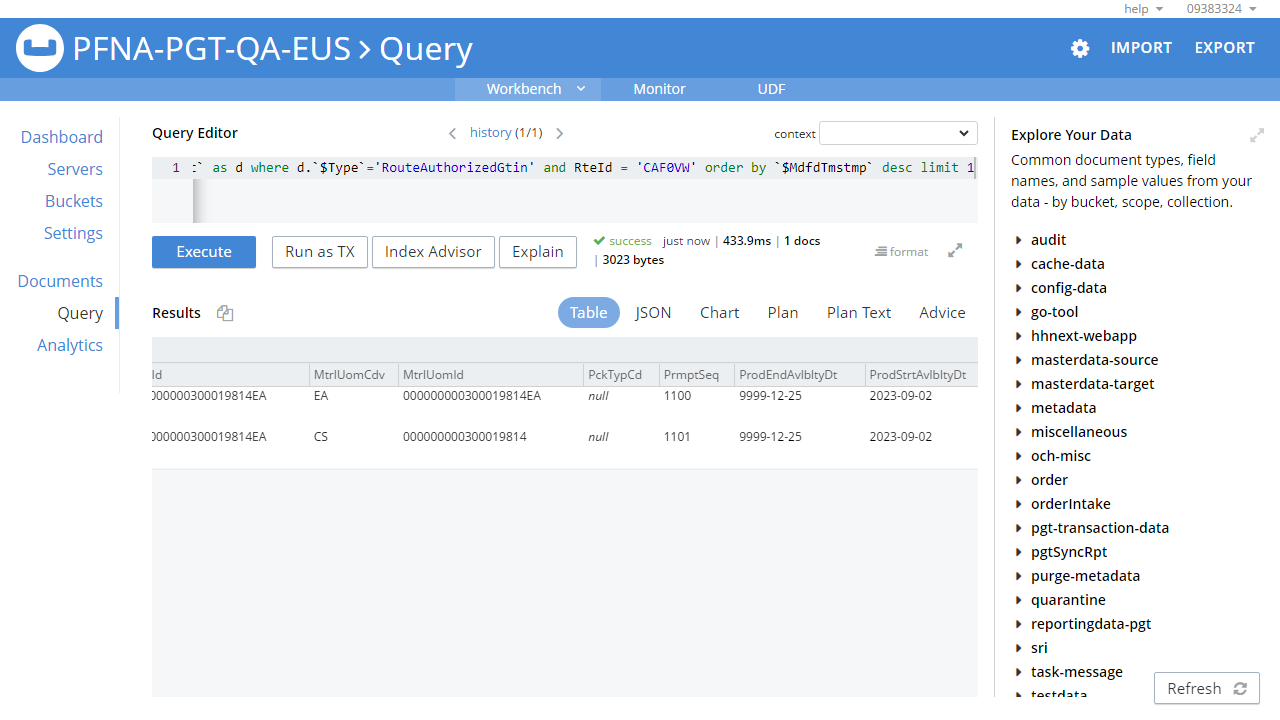 help
09383324
PFNA-PGT-QA-EUS > Query
IMPORT
EXPORT
Workbench
Monitor
UDF
Dashboard
Servers
Buckets
Settings
Documents
Query
Analytics
Query Editor
history (1/1)
context
1
` as d where d.`$Type`='RouteAuthorizedGtin' and RteId = 'CAF0VW' order by `$MdfdTmstmp` desc limit 1
Execute
Run as TX
Index Advisor
Explain
success just now | 433.9ms | 1 docs
| 3023 bytes
format
Results
Table
JSON
Chart
Plan
Plan Text
Advice
Id MtrlUomCdv MtrlUomId PckTypCd PrmptSeq ProdEndAvlbltyDt ProdStrtAvlbltyDt
000000300019814EA EA 000000000300019814EA null 1100 9999-12-25 2023-09-02
000000300019814EA CS 000000000300019814 null 1101 9999-12-25 2023-09-02
Explore Your Data
Common document types, field
names, and sample values from your
data - by bucket, scope, collection.
audit
cache-data
config-data
go-tool
hhnext-webapp
masterdata-source
masterdata-target
metadata
miscellaneous
och-misc
order
orderIntake
pgt-transaction-data
pgtSyncRpt
purge-metadata
quarantine
reportingdata-pgt
sri
task-message
testdata
Refresh